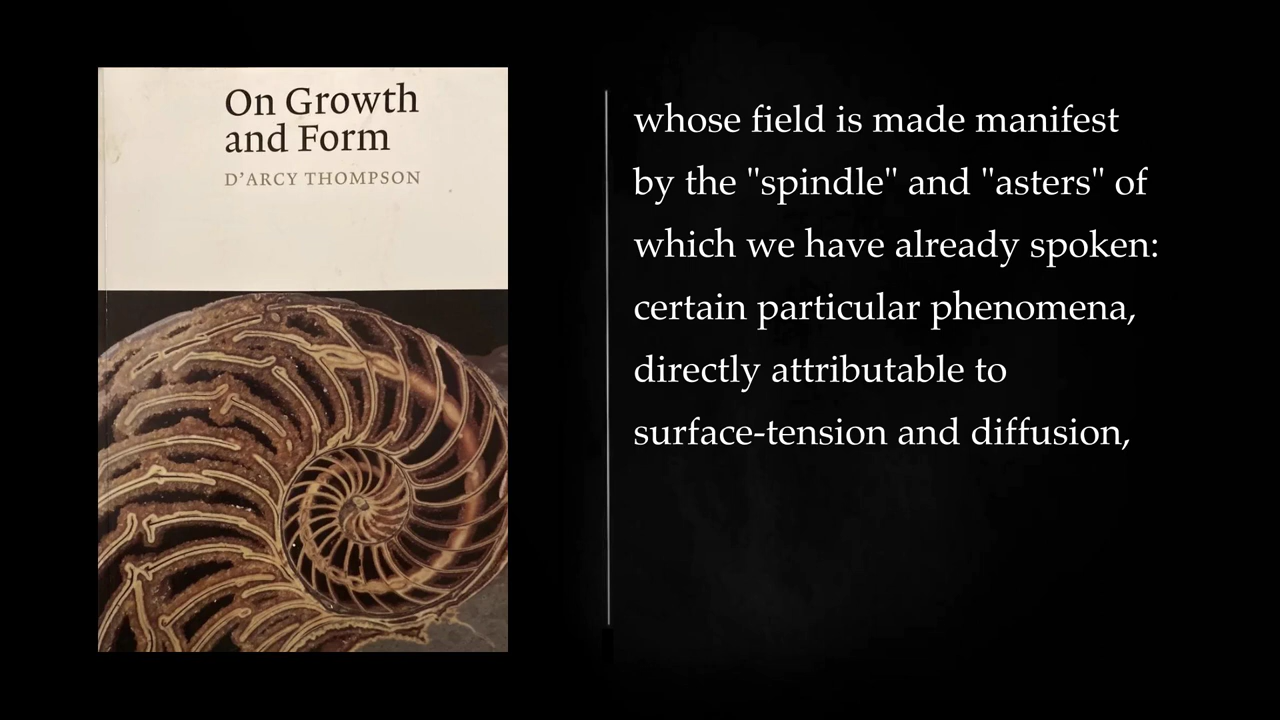 On Growth
and Form
D'ARCY THOMPSON
whose field is made manifest
by the "spindle" and "asters" of
which we have already spoken:
certain particular phenomena,
directly attributable to
surface-tension and diffusion,